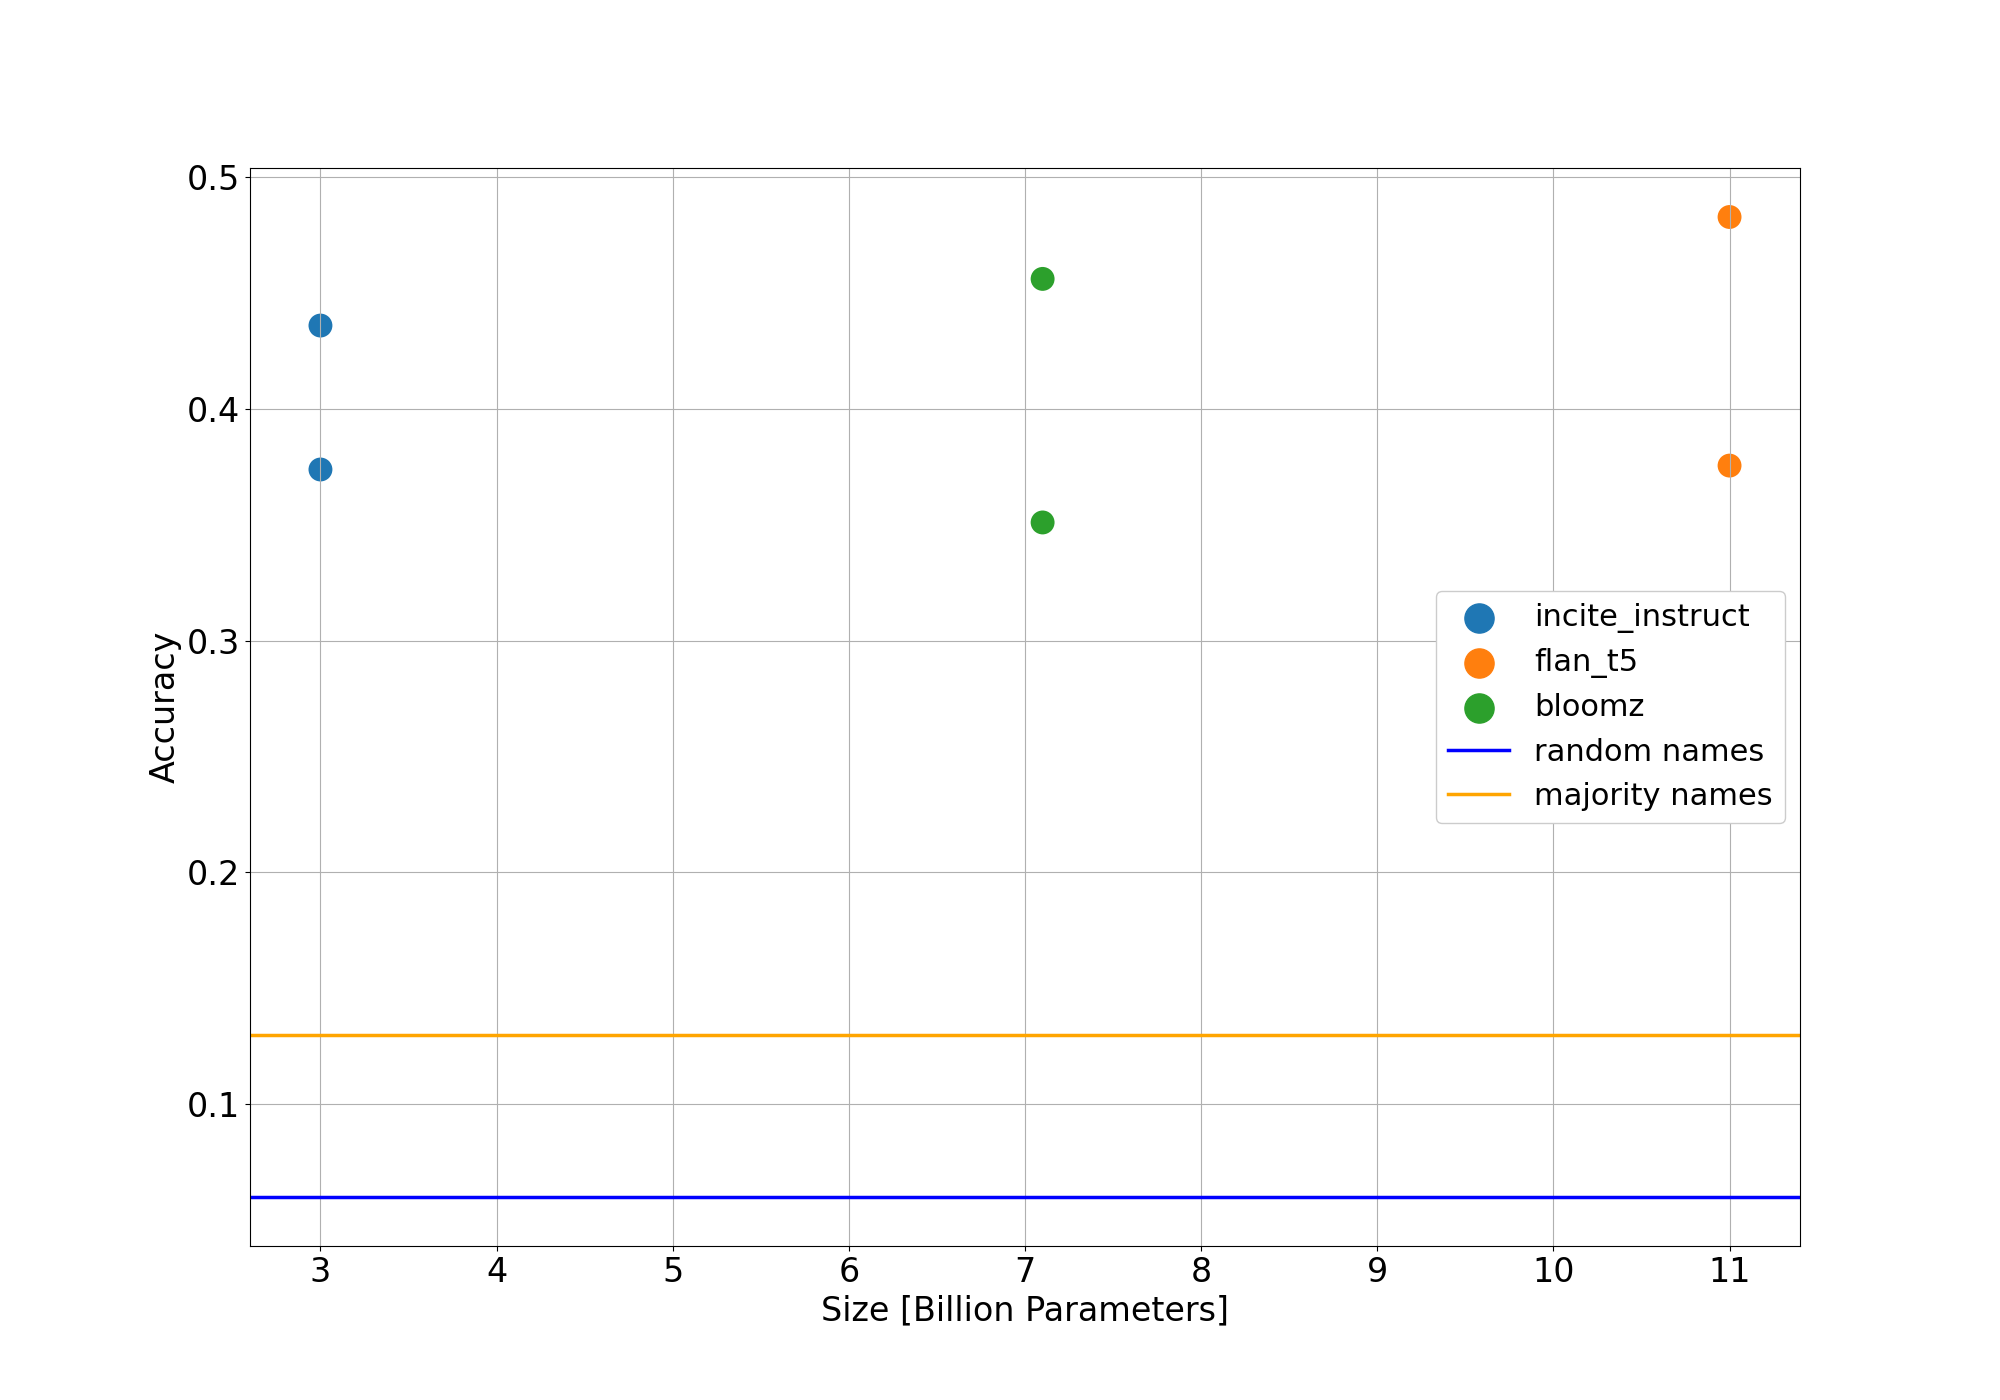 0.5
0.4
0.3
0.2
0.1
Accuracy
incite_instruct
flan_t5
bloomz
random names
majority names
3 4 5 6 7 8 9 10 11
Size [Billion Parameters]